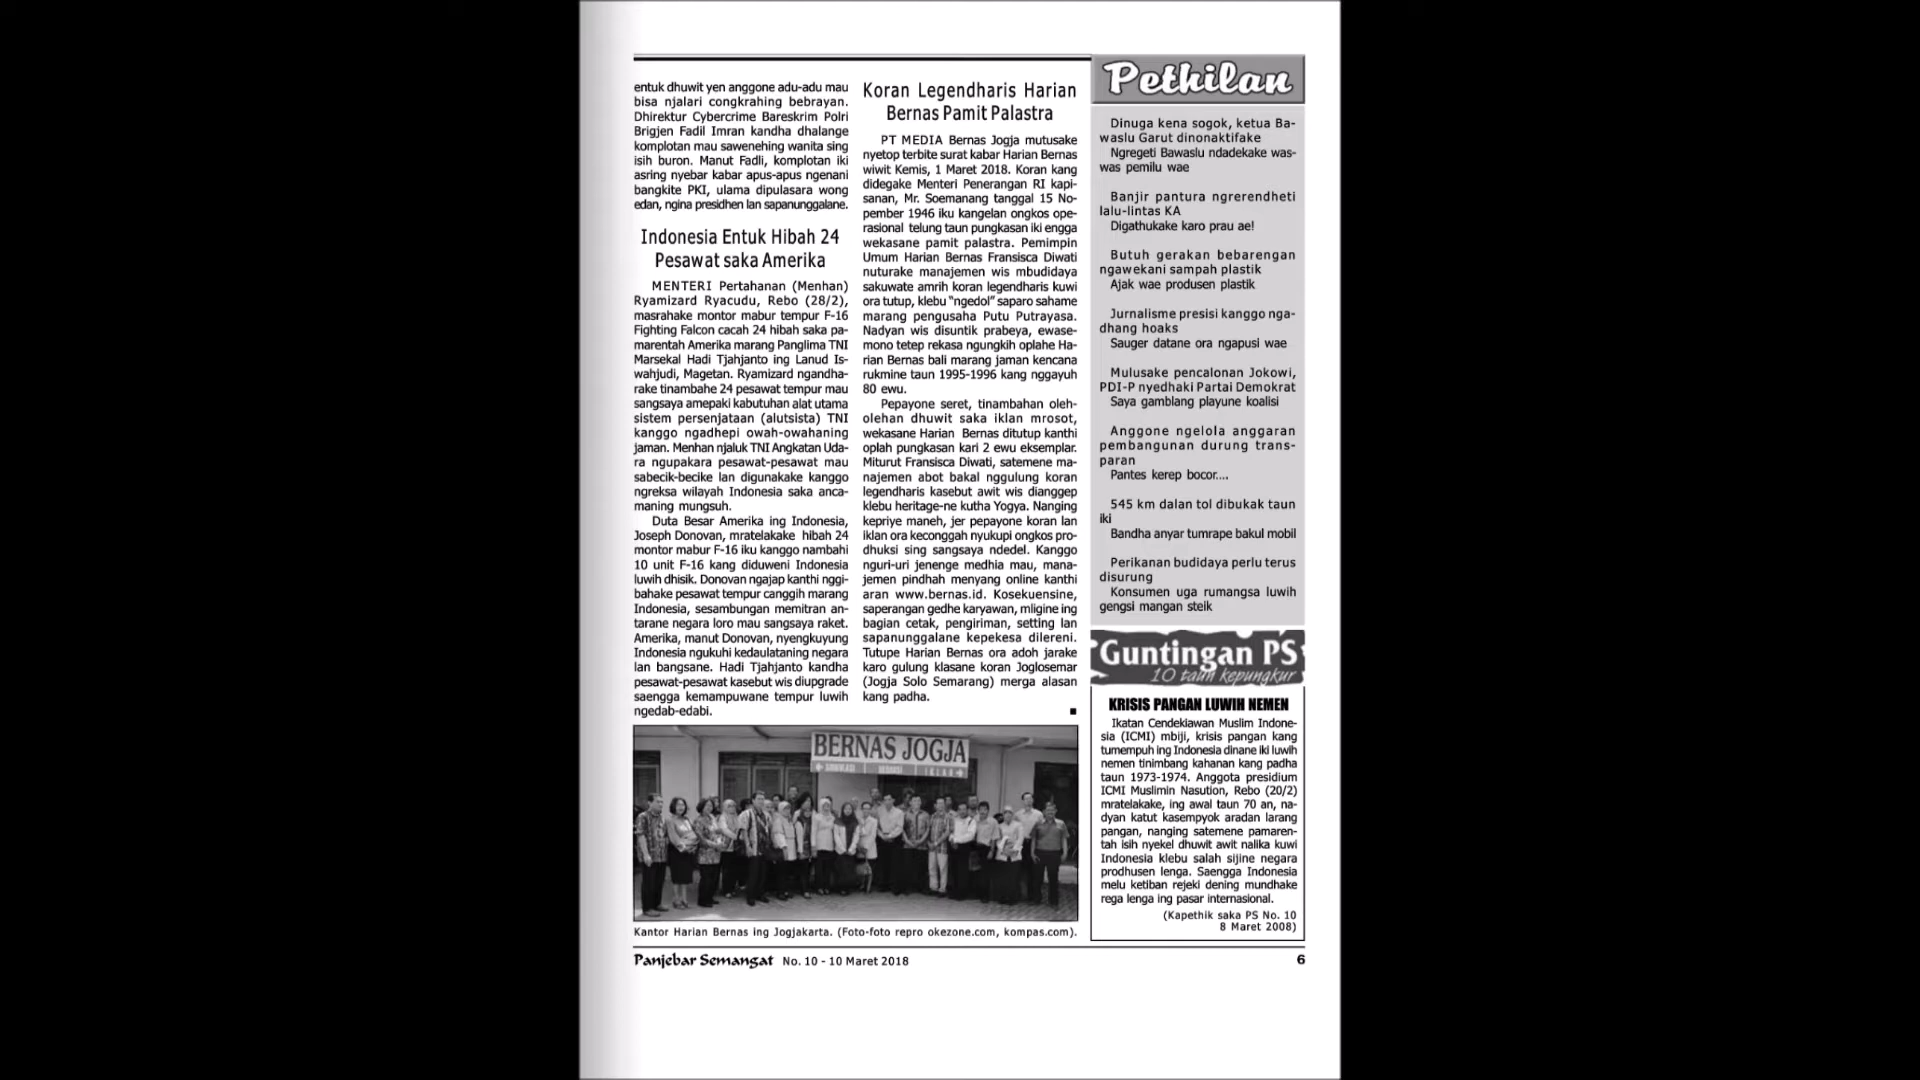 entuk dhuwit yen anggone adu-adu mau
bisa njalari congkrahing bebrayan.
Dhirektur Cybercrime Bareskrim Polri
Brigjen Fadil Imran kandha dhalange
komplotan mau sawenehing wanita sing
isih buron. Manut Fadli, komplotan iki
asring nyebar kabar apus-apus ngenani
bangkite PKI, ulama dipulasara wong
edan, ngina presidhen lan sapanunggalane.
Indonesia Entuk Hibah 24
Pesawat saka Amerika
MENTERI Pertahanan (Menhan)
Ryamizard Ryacudu, Rebo (28/2),
masrahake montor mabur tempur F-16
Fighting Falcon cacah 24 hibah saka pa-
marentah Amerika marang Panglima TNI
Marsekal Hadi Tjahjanto ing Lanud Is-
wahjudi, Magetan. Ryamizard ngandha-
rake tinambahe 24 pesawat tempur mau
sangsaya amepaki kabutuhan alat utama
sistem persenjataan (alutsista) TNI
kanggo ngadhepi owah-owahaning
jaman. Menhan njaluk TNI Angkatan Uda-
ra ngupakara pesawat-pesawat mau
sabecik-becike lan digunakake kanggo
ngreksa wilayah Indonesia saka anca-
maning mungsuh.
Duta Besar Amerika ing Indonesia,
Joseph Donovan, mratelakake hibah 24
montor mabur F-16 iku kanggo nambahi
10 unit F-16 kang diduweni Indonesia
luwih dhisik. Donovan ngajap kanthi nggi-
bahake pesawat tempur canggih marang
Indonesia, sesambungan memitran an-
tarane negara loro mau sangsaya raket.
Amerika, manut Donovan, nyengkuyung
Indonesia ngukuhi kedaulataning negara
lan bangsane. Hadi Tjahjanto kandha
pesawat-pesawat kasebut wis diupgrade
saengga kemampuwane tempur luwih
ngedab-edabi.
Koran Legendharis Harian
Bernas Pamit Palastra
PT MEDIA Bernas Jogja mutusake
nyetop terbite surat kabar Harian Bernas
wiwit Kemis, 1 Maret 2018. Koran kang
didegake Menteri Penerangan RI kapi-
sanan, Mr. Soemanang tanggal 15 No-
pember 1946 iku kangelan ongkos ope-
rasional telung taun pungkasan iki engga
wekasane pamit palastra. Pemimpin
Umum Harian Bernas Fransisca Diwati
nuturake manajemen wis mbudidaya
sakuwate amrih koran legendharis kuwi
ora tutup, klebu "ngedol" saparo sahame
marang pengusaha Putu Putrayasa.
Nadyan wis disuntik prabeya, ewase-
mono tetep rekasa ngungkih oplahe Ha-
rian Bernas bali marang jaman kencana
rukmine taun 1995-1996 kang nggayuh
80 ewu.
Pepayone seret, tinambahan oleh-
olehan dhuwit saka iklan mrosot,
wekasane Harian Bernas ditutup kanthi
oplah pungkasan kari 2 ewu eksemplar.
Miturut Fransisca Diwati, satemene ma-
najemen abot bakal nggulung koran
legendharis kasebut awit wis dianggep
klebu heritage-ne kutha Yogya. Nanging
kepriye maneh, jer pepayone koran lan
iklan ora keconggah nyukupi ongkos pro-
dhuksi sing sangsaya ndedel. Kanggo
nguri-uri jenenge medhia mau, mana-
jemen pindhah menyang online kanthi
aran www.bernas.id. Kosekuensine,
saperangan gedhe karyawan, mligine ing
bagian cetak, pengiriman, setting lan
sapanunggalane kepekesa dilereni.
Tutupe Harian Bernas ora adoh jarake
karo gulung klasane koran Joglosemar
(Jogja Solo Semarang) merga alasan
kang padha.
BERNAS JOGJA
IKLAN
Kantor Harian Bernas ing Jogjakarta. (Foto-foto repro okezone.com, kompas.com).
Pethilan
Dinuga kena sogok, ketua Ba-
waslu Garut dinonaktifake
Ngregeti Bawaslu ndadekake was-
was pemilu wae
Banjir pantura ngrerendheti
lalu-lintas KA
Digathukake karo prau ae!
Butuh gerakan bebarengan
ngawekani sampah plastik
Ajak wae produsen plastik
Jurnalisme presisi kanggo nga-
dhang hoaks
Sauger datane ora ngapusi wae
Mulusake pencalonan Jokowi,
PDI-P nyedhaki Partai Demokrat
Saya gamblang playune koalisi
Anggone ngelola anggaran
pembangunan durung trans-
paran
Pantes kerep bocor....
545 km dalan tol dibukak taun
iki
Bandha anyar tumrape bakul mobil
Perikanan budidaya perlu terus
disurung
Konsumen uga rumangsa luwih
gengsi mangan steik
Guntingan PS
10 taun kepungkur
KRISIS PANGAN LUWIH NEMEN
Ikatan Cendekiawan Muslim Indone-
sia (ICMI) mbiji, krisis pangan kang
tumempuh ing Indonesia dinane iki luwih
nemen tinimbang kahanan kang padha
taun 1973-1974. Anggota presidium
ICMI Muslimin Nasution, Rebo (20/2)
mratelakake, ing awal taun 70 an, na-
dyan katut kasempyok aradan larang
pangan, nanging satemene pamaren-
tah isih nyekel dhuwit awit nalika kuwi
Indonesia klebu salah sijine negara
prodhusen lenga. Saengga Indonesia
melu ketiban rejeki dening mundhake
rega lenga ing pasar internasional.
(Kapethik saka PS No. 10
8 Maret 2008)
Panjebar Semangat No. 10 - 10 Maret 2018
6